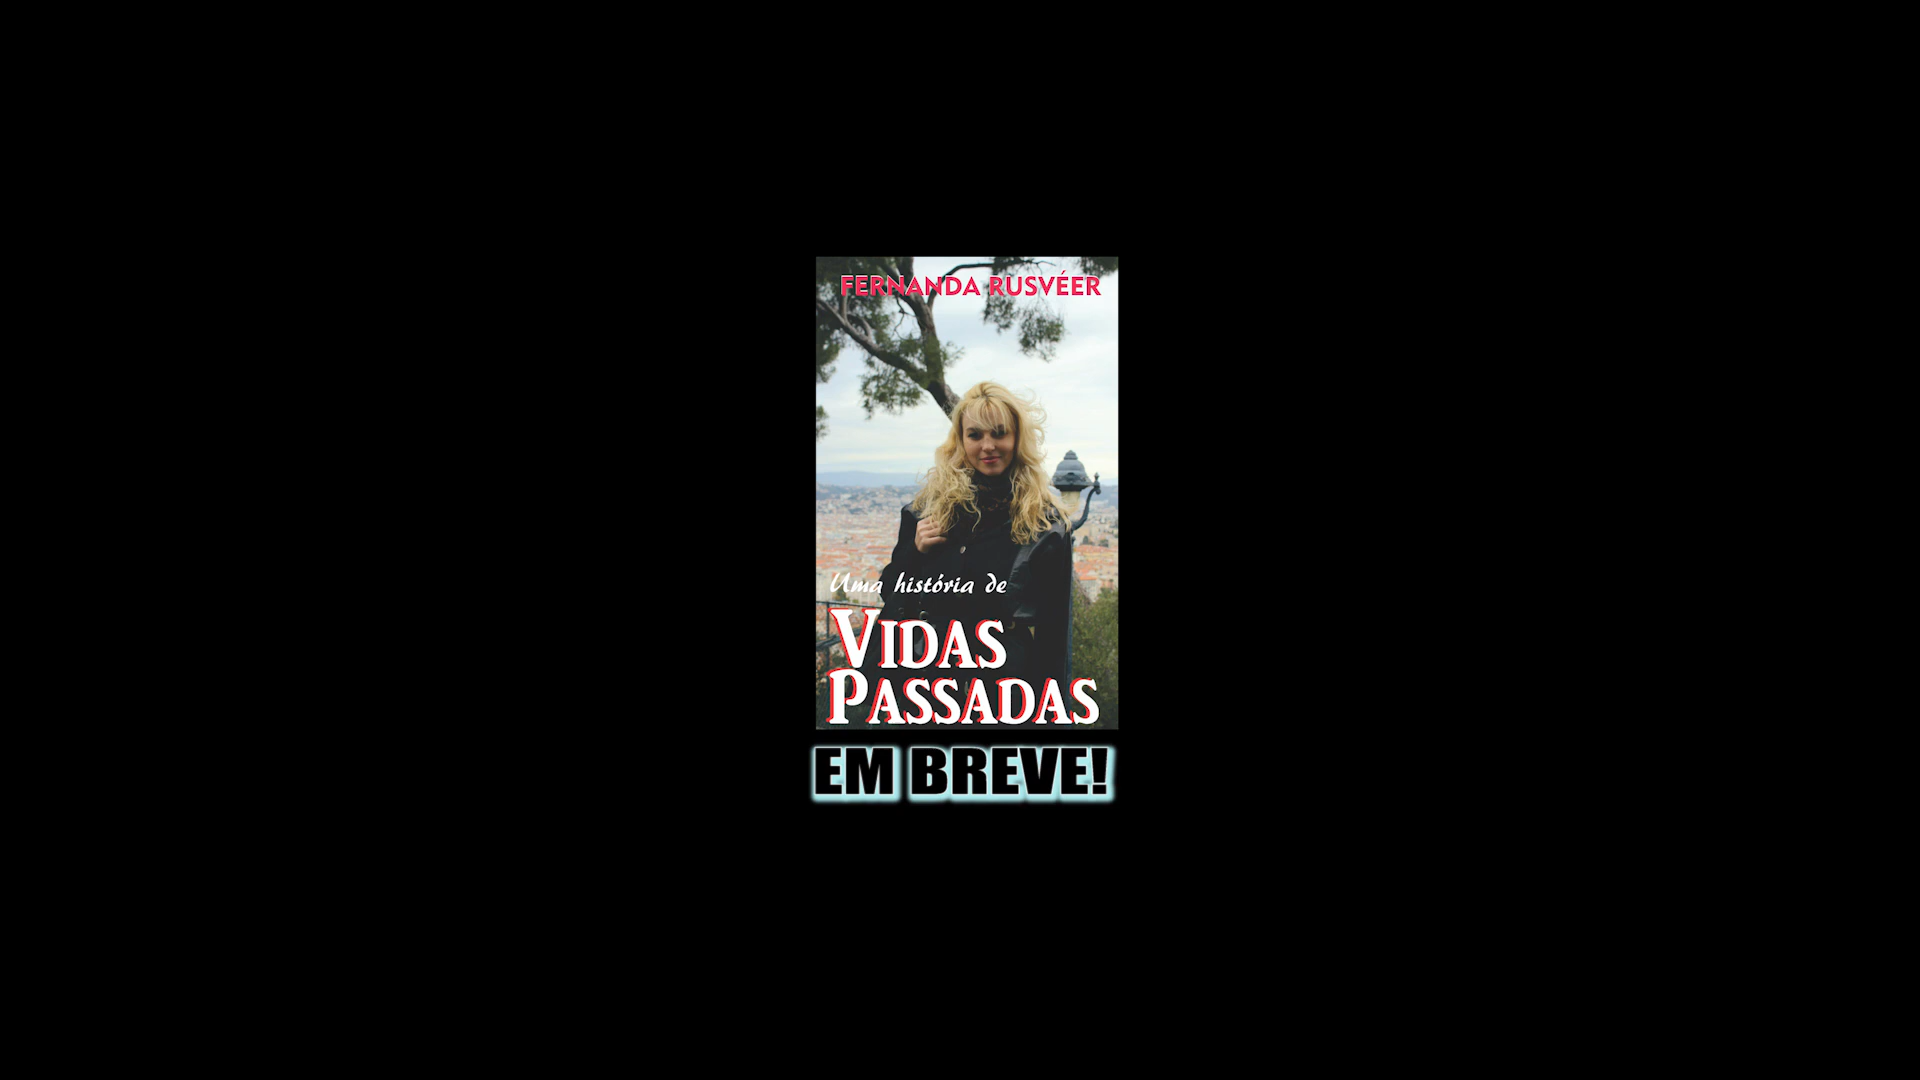 FERNANDA RUSVÉER
Uma história de
VIDAS
PASSADAS
EM BREVE!